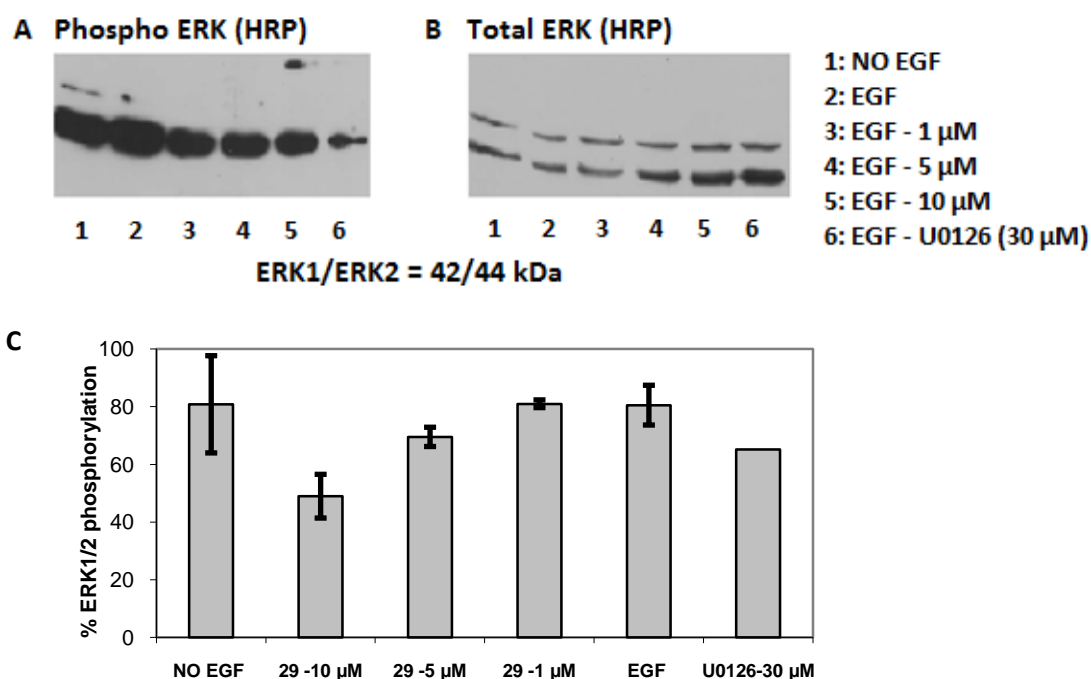 A Phospho ERK (HRP)
B Total ERK (HRP)
1: NO EGF
2: EGF
3: EGF - 1 µM
4: EGF - 5 µM
5: EGF - 10 µM
6: EGF - U0126 (30 µM)
1 2 3 4 5 6
1 2 3 4 5 6
ERK1/ERK2 = 42/44 kDa
C
% ERK1/2 phosphorylation
100
80
60
40
20
0
NO EGF 29 -10 µM 29 -5 µM 29 -1 µM EGF U0126-30 µM